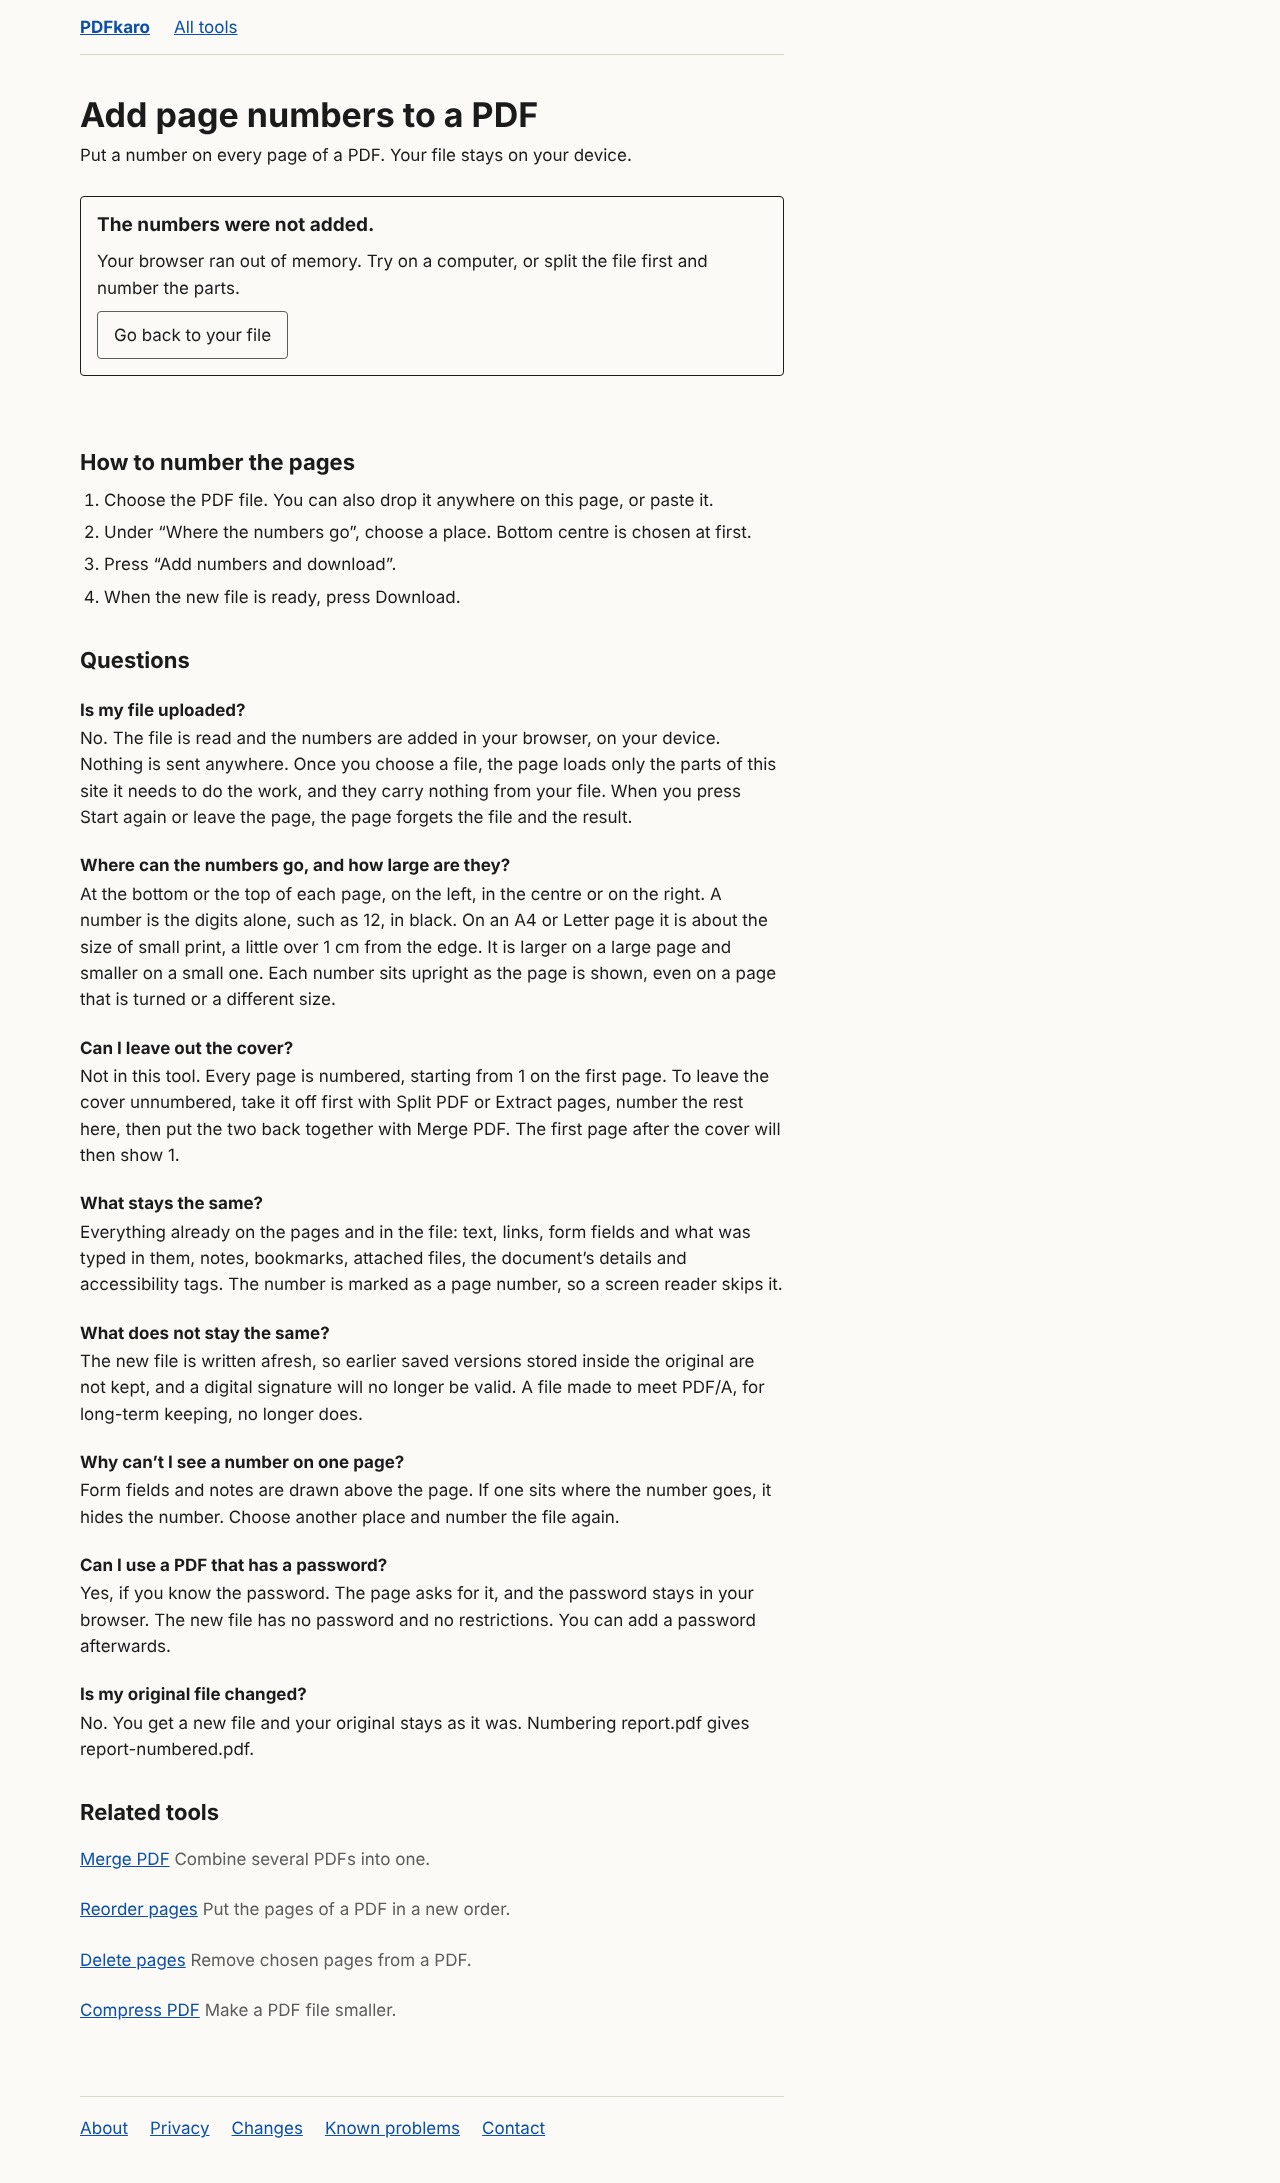 PDFkaro All tools
Add page numbers to a PDF
Put a number on every page of a PDF. Your file stays on your device.
The numbers were not added.
Your browser ran out of memory. Try on a computer, or split the file first and
number the parts.
Go back to your file
How to number the pages
1. Choose the PDF file. You can also drop it anywhere on this page, or paste it.
2. Under “Where the numbers go”, choose a place. Bottom centre is chosen at first.
3. Press “Add numbers and download”.
4. When the new file is ready, press Download.
Questions
Is my file uploaded?
No. The file is read and the numbers are added in your browser, on your device.
Nothing is sent anywhere. Once you choose a file, the page loads only the parts of this
site it needs to do the work, and they carry nothing from your file. When you press
Start again or leave the page, the page forgets the file and the result.
Where can the numbers go, and how large are they?
At the bottom or the top of each page, on the left, in the centre or on the right. A
number is the digits alone, such as 12, in black. On an A4 or Letter page it is about the
size of small print, a little over 1 cm from the edge. It is larger on a large page and
smaller on a small one. Each number sits upright as the page is shown, even on a page
that is turned or a different size.
Can I leave out the cover?
Not in this tool. Every page is numbered, starting from 1 on the first page. To leave the
cover unnumbered, take it off first with Split PDF or Extract pages, number the rest
here, then put the two back together with Merge PDF. The first page after the cover will
then show 1.
What stays the same?
Everything already on the pages and in the file: text, links, form fields and what was
typed in them, notes, bookmarks, attached files, the document’s details and
accessibility tags. The number is marked as a page number, so a screen reader skips it.
What does not stay the same?
The new file is written afresh, so earlier saved versions stored inside the original are
not kept, and a digital signature will no longer be valid. A file made to meet PDF/A, for
long-term keeping, no longer does.
Why can’t I see a number on one page?
Form fields and notes are drawn above the page. If one sits where the number goes, it
hides the number. Choose another place and number the file again.
Can I use a PDF that has a password?
Yes, if you know the password. The page asks for it, and the password stays in your
browser. The new file has no password and no restrictions. You can add a password
afterwards.
Is my original file changed?
No. You get a new file and your original stays as it was. Numbering report.pdf gives
report-numbered.pdf.
Related tools
Merge PDF Combine several PDFs into one.
Reorder pages Put the pages of a PDF in a new order.
Delete pages Remove chosen pages from a PDF.
Compress PDF Make a PDF file smaller.
About Privacy Changes Known problems Contact